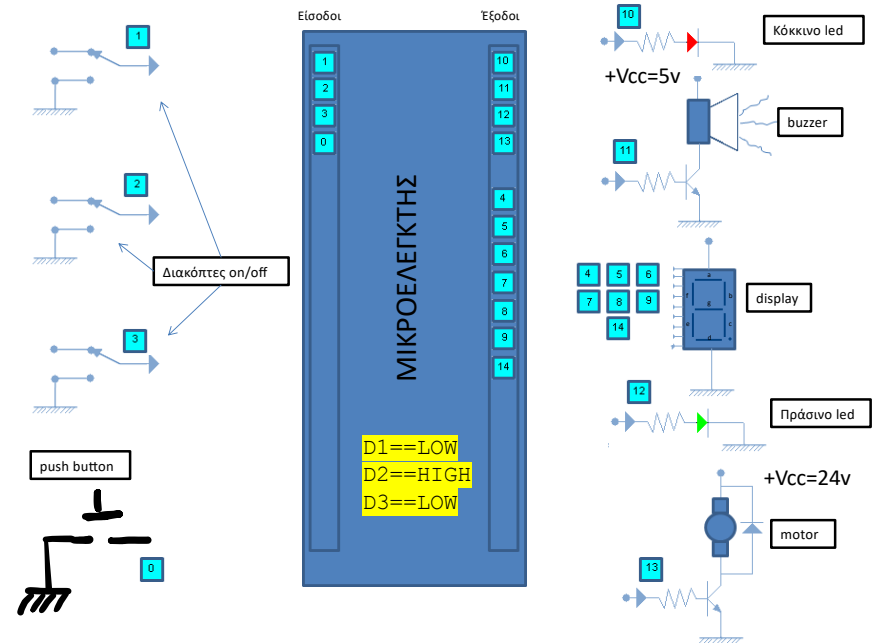 Είσοδοι
Έξοδοι
1
2
3
Διακόπτες on/off
push button
0
1
2
3
0
ΜΙΚΡΟΕΛΕΓΚΤΗΣ
10
11
12
13
4
5
6
7
8
9
14
D1==LOW
D2==HIGH
D3==LOW
10
Κόκκινο led
+Vcc=5v
buzzer
11
4 5 6
7 8 9
14
a
f b
g
e c
d
display
12
Πράσινο led
+Vcc=24v
motor
13